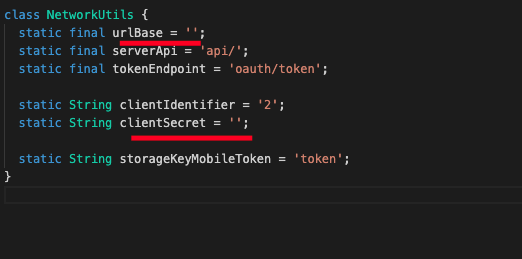 class NetworkUtils {
static final urlBase = '';
static final serverApi = 'api/';
static final tokenEndpoint = 'oauth/token';
static String clientIdentifier = '2';
static String clientSecret = '';
static String storageKeyMobileToken = 'token';
}